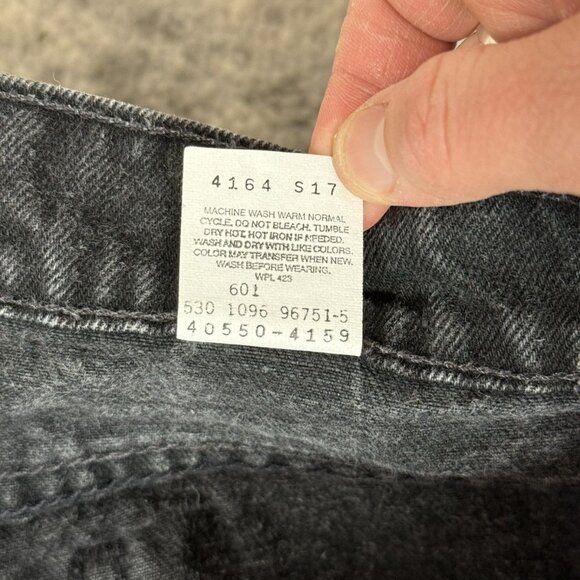 4164 S17
MACHINE WASH WARM NORMAL
CYCLE. DO NOT BLEACH. TUMBLE
DRY HOT. HOT IRON IF NEEDED.
WASH AND DRY WITH LIKE COLORS.
COLOR MAY TRANSFER WHEN NEW.
WASH BEFORE WEARING.
WPL 423
601
530 1096 96751-5
40550-4159